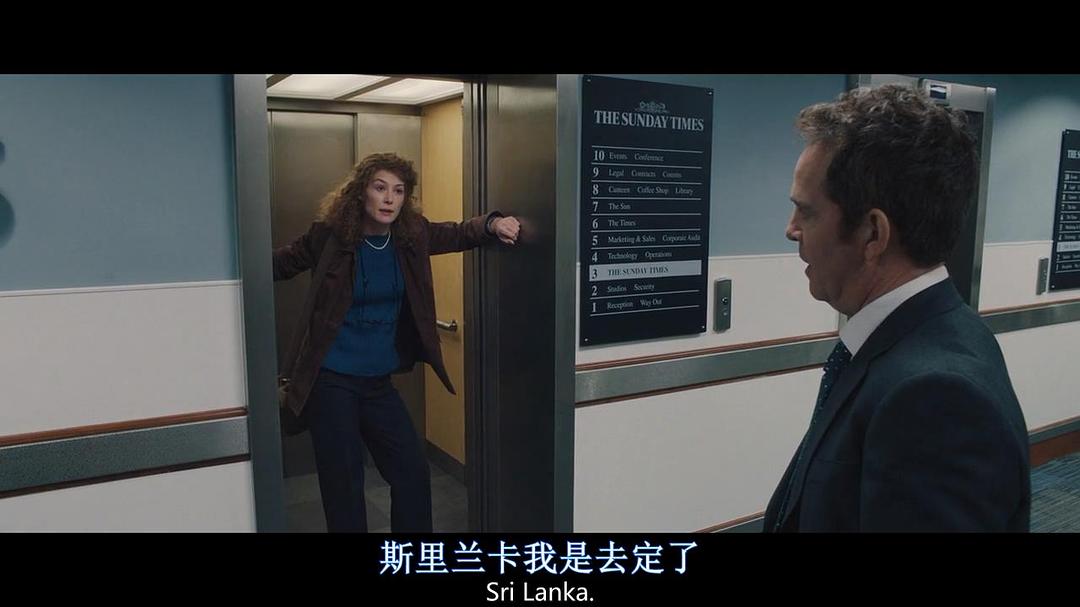 THE SUNDAY TIMES
10 Events Conference
9 Legal Contracts Comms
8 Canteen Coffee Shop Library
7 The Sun
6 The Times
5 Marketing & Sales Corporate Audit
4 Technology Operations
3 THE SUNDAY TIMES
2 Studios Security
1 Reception Way Out
斯里兰卡我是去定了
Sri Lanka.